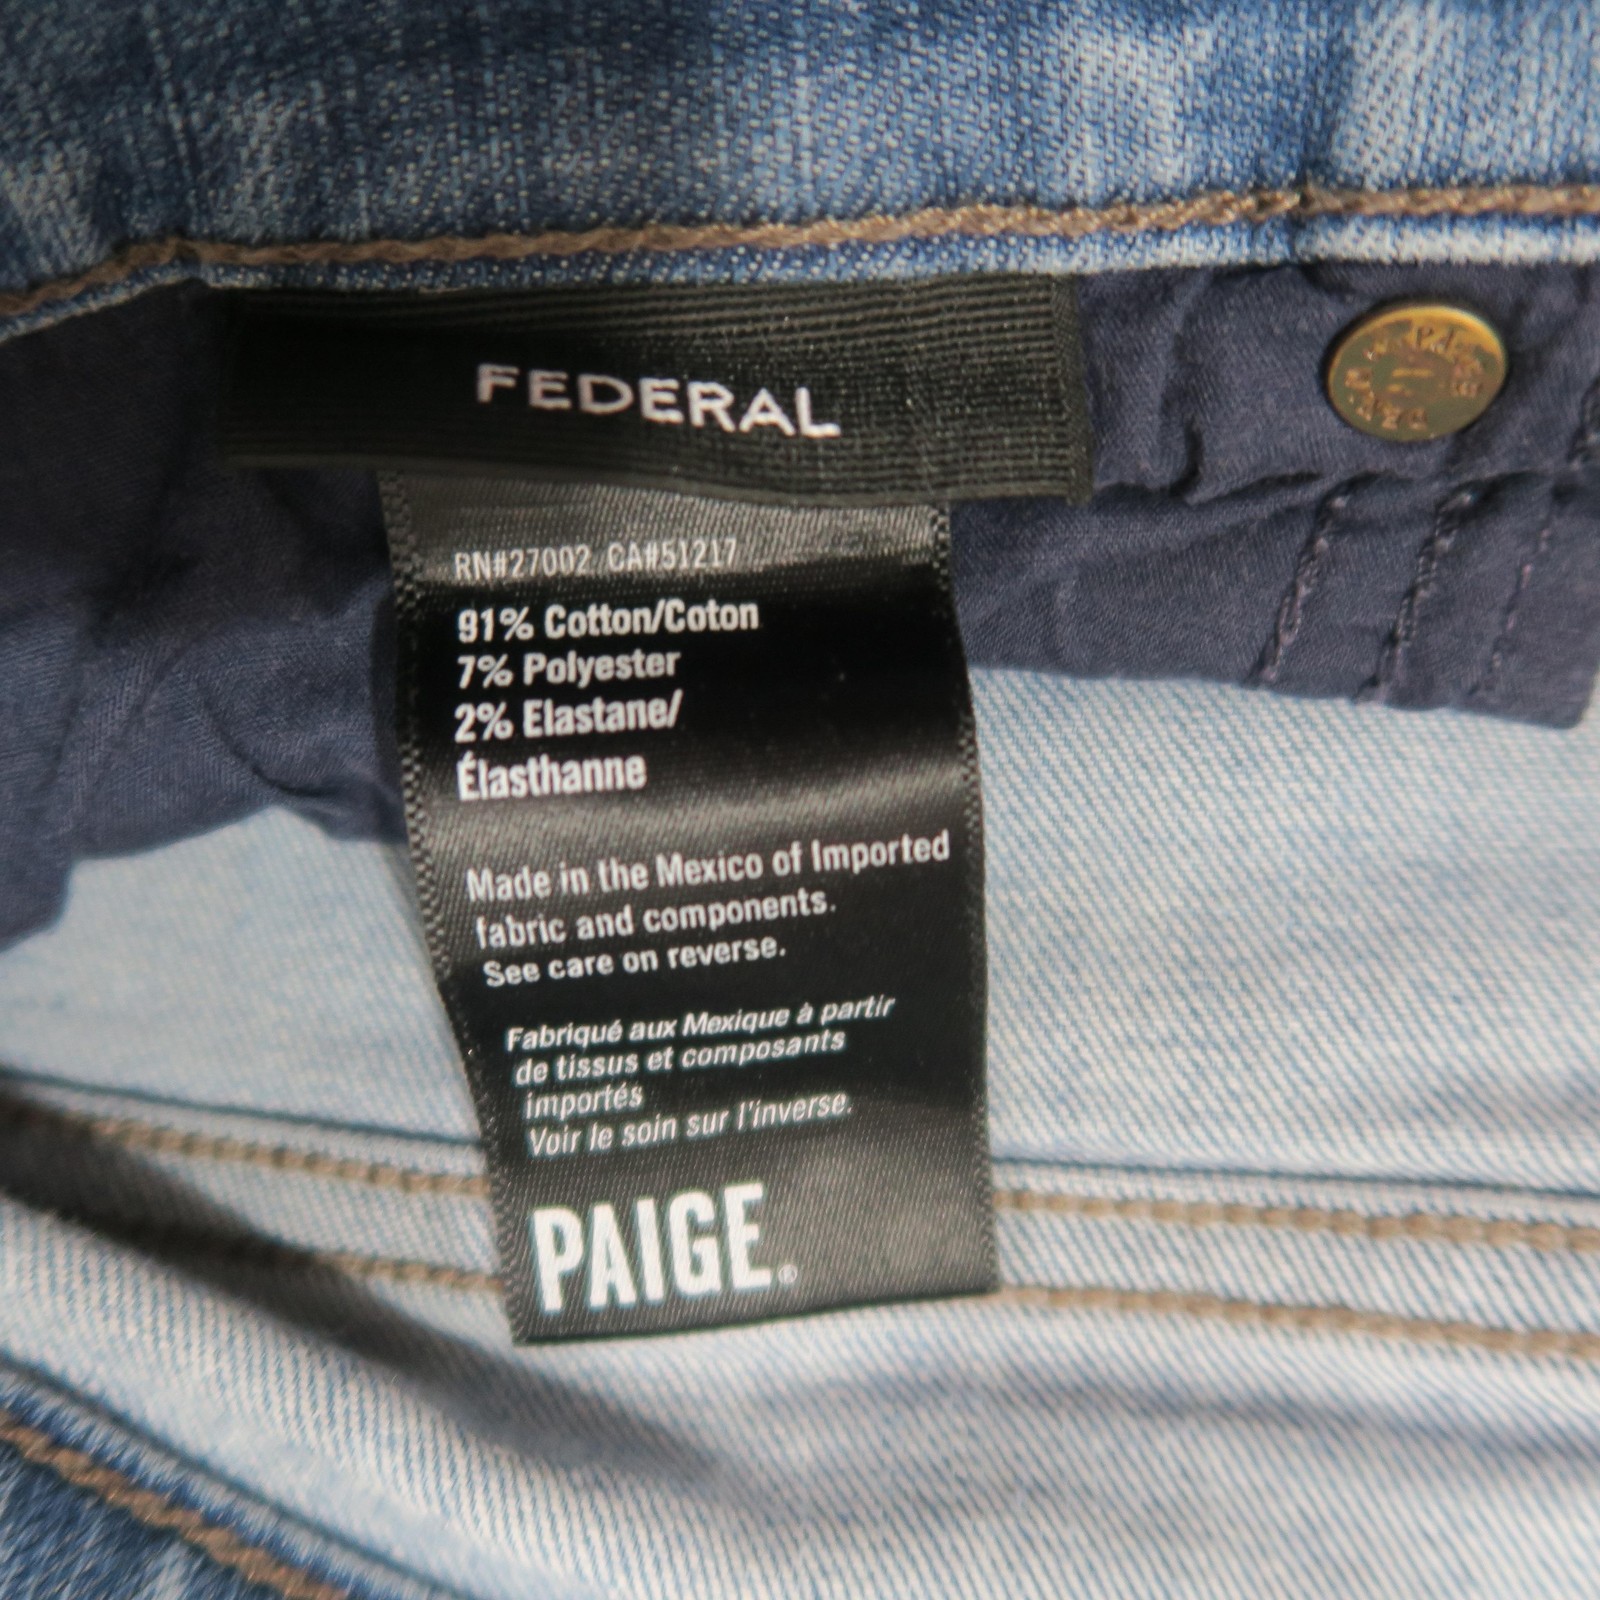 FEDERAL
RN#27002 CA#51217
91% Cotton/Coton
7% Polyester
2% Elastane/
Élasthanne
Made in the Mexico of Imported
fabric and components.
See care on reverse.
Fabriqué aux Mexique à partir
de tissus et composants
importés
Voir le soin sur l'inverse.
PAIGE®